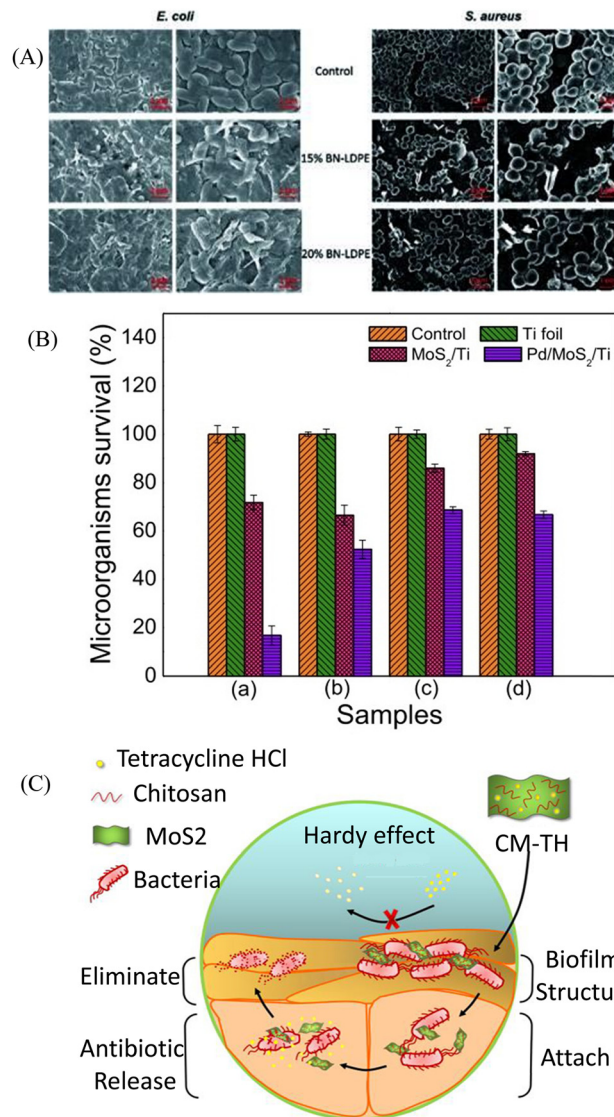 E. coli
S. aureus
(A)
Control
15% BN-LDPE
20% BN-LDPE
(B)
Microorganisms survival (%)
140
120
100
80
60
40
20
0
Control
Ti foil
MoS2/Ti
Pd/MoS2/Ti
(a)
(b)
(c)
(d)
Samples
(C)
Tetracycline HCl
Chitosan
MoS2
Bacteria
Hardy effect
CM-TH
Eliminate
Biofilm
Structu
Antibiotic
Release
Attach